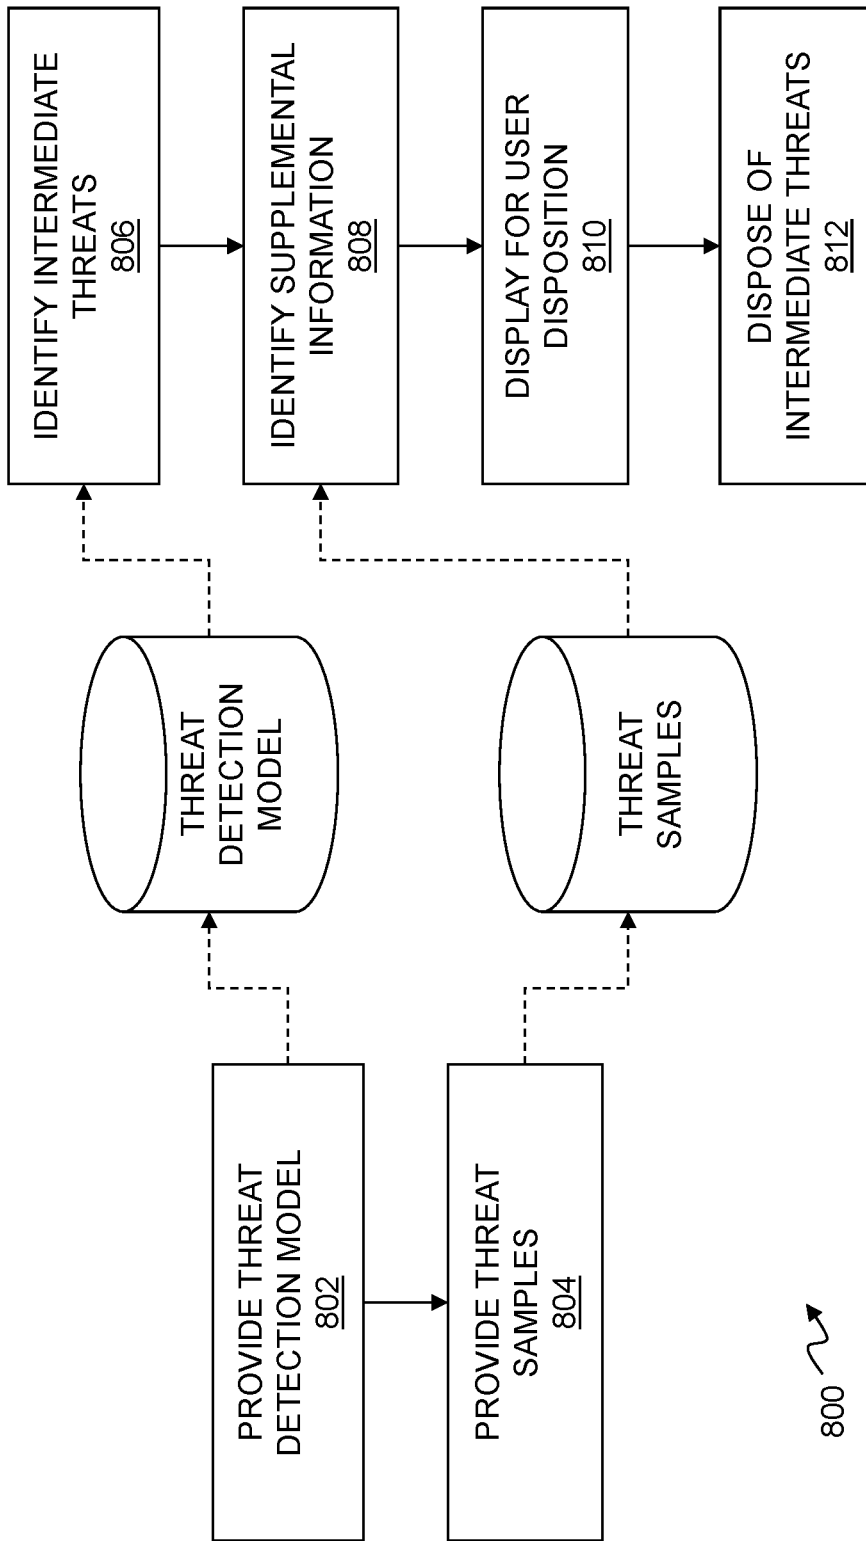 PROVIDE THREAT
DETECTION MODEL
802
PROVIDE THREAT
SAMPLES
804
THREAT
DETECTION
MODEL
THREAT
SAMPLES
IDENTIFY INTERMEDIATE
THREATS
806
IDENTIFY SUPPLEMENTAL
INFORMATION
808
DISPLAY FOR USER
DISPOSITION
810
DISPOSE OF
INTERMEDIATE THREATS
812
800